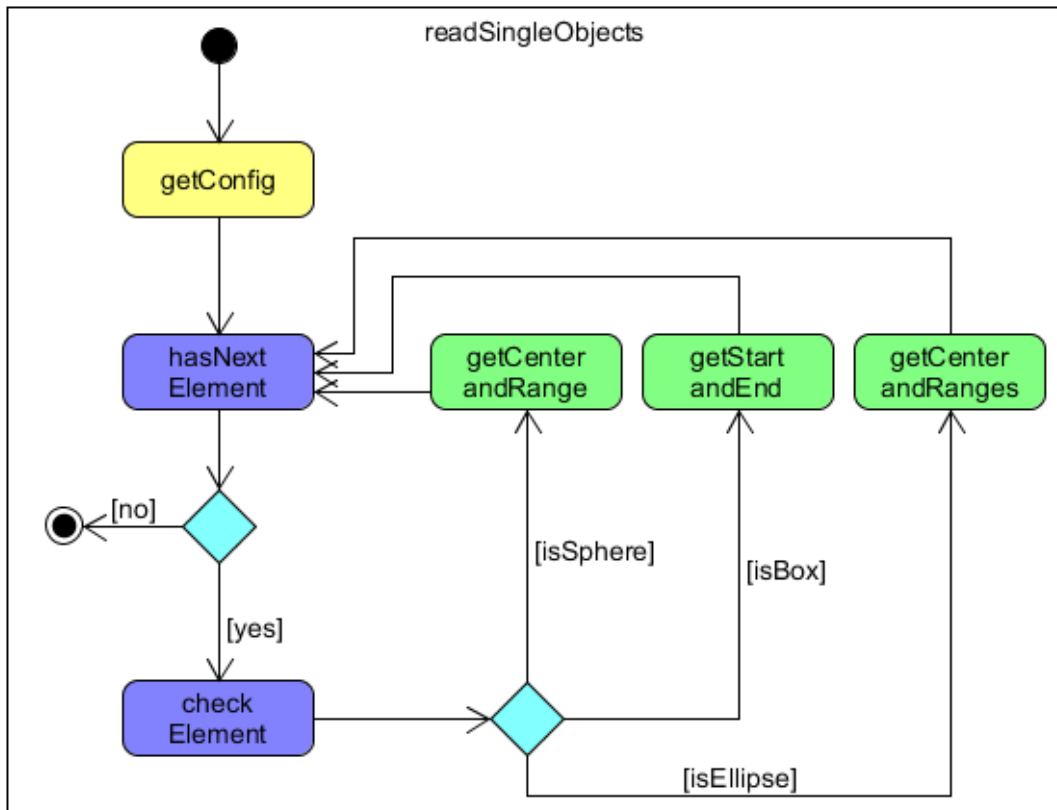 readSingleObjects
getConfig
hasNext
Element
getCenter
andRange
getStart
andEnd
getCenter
andRanges
[no]
[isSphere]
[isBox]
[yes]
check
Element
[isEllipse]